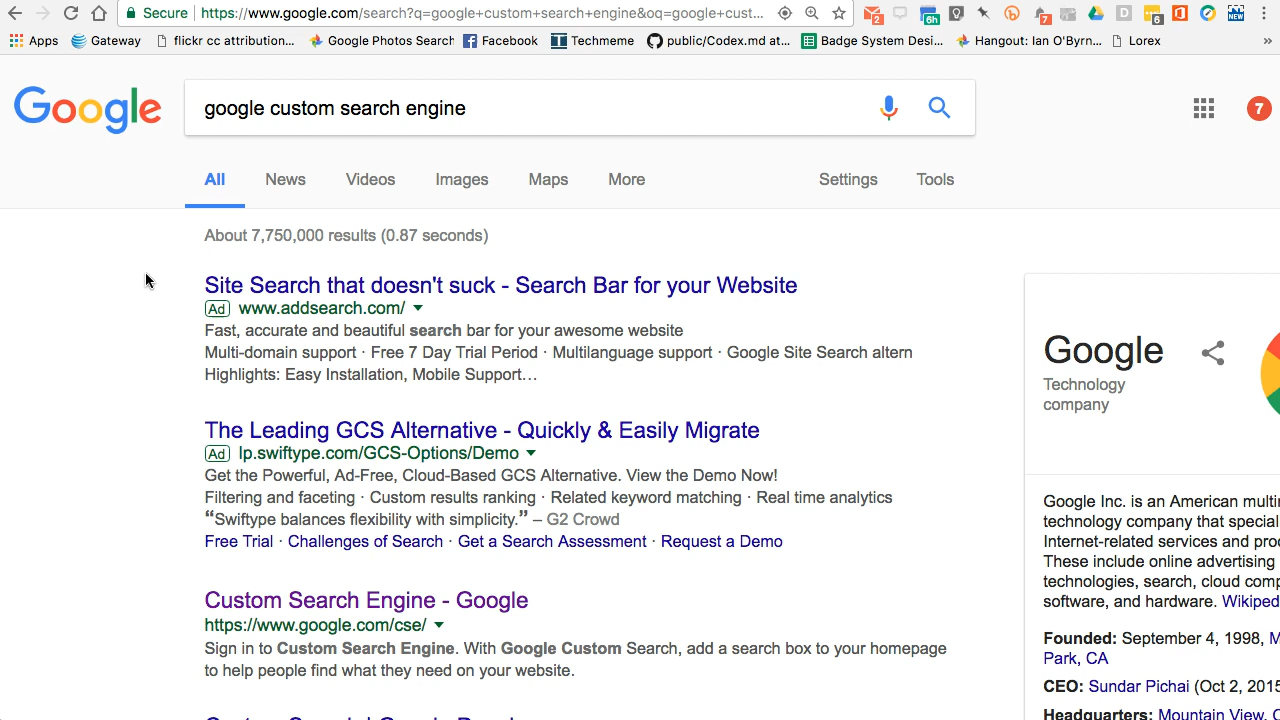 Secure https://www.google.com/search?q=google+custom+search+engine&oq=google+cust...
2
6h
7
D
6
NEW
Apps Gateway flickr cc attribution... Google Photos Search Facebook Techmeme public/Codex.md at... Badge System Desi... Hangout: Ian O'Byrn... Lorex »
Google google custom search engine 7
All News Videos Images Maps More Settings Tools
About 7,750,000 results (0.87 seconds)
Site Search that doesn't suck - Search Bar for your Website
Ad www.addsearch.com/
Fast, accurate and beautiful search bar for your awesome website
Multi-domain support · Free 7 Day Trial Period · Multilanguage support · Google Site Search altern
Highlights: Easy Installation, Mobile Support…
The Leading GCS Alternative - Quickly & Easily Migrate
Ad lp.swiftype.com/GCS-Options/Demo
Get the Powerful, Ad-Free, Cloud-Based GCS Alternative. View the Demo Now!
Filtering and faceting · Custom results ranking · Related keyword matching · Real time analytics
“Swiftype balances flexibility with simplicity.” – G2 Crowd
Free Trial · Challenges of Search · Get a Search Assessment · Request a Demo
Custom Search Engine - Google
https://www.google.com/cse/
Sign in to Custom Search Engine. With Google Custom Search, add a search box to your homepage
to help people find what they need on your website.
Google
Technology
company
Google Inc. is an American multi
technology company that special
Internet-related services and pro
These include online advertising
technologies, search, cloud comp
software, and hardware. Wikiped
Founded: September 4, 1998, M
Park, CA
CEO: Sundar Pichai (Oct 2, 2015
Headquarters: Mountain View, C